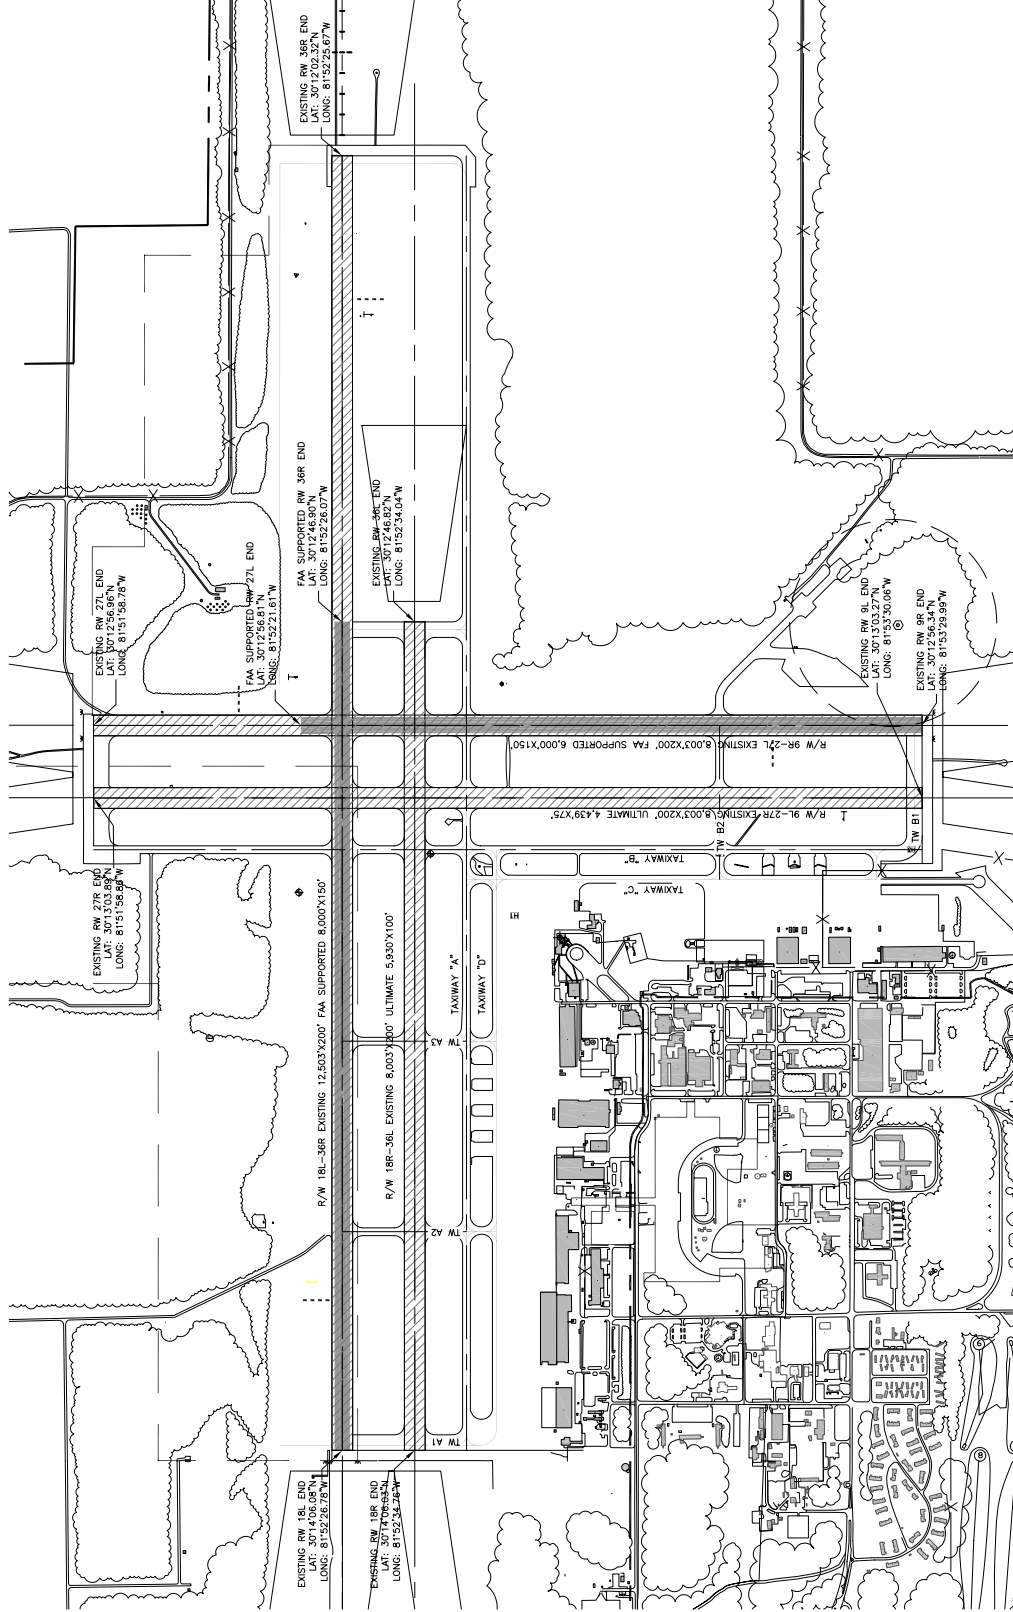 EXISTING RW 36R END
LAT: 30°12'02.32"N
LONG: 81°52'25.67"W
FAA SUPPORTED RW 36R END
LAT: 30°12'46.90"N
LONG: 81°52'26.07"W
EXISTING RW 36L END
LAT: 30°12'46.82"N
LONG: 81°52'34.04"W
EXISTING RW 27L END
LAT: 30°12'56.96"N
LONG: 81°51'58.78"W
FAA SUPPORTED RW 27L END
LAT: 30°12'56.81"N
LONG: 81°52'21.61"W
EXISTING RW 9L END
LAT: 30°13'03.27"N
LONG: 81°53'30.06"W
EXISTING RW 9R END
LAT: 30°12'56.34"N
LONG: 81°53'29.99"W
R/W 9R-27L EXISTING 8,003'X200' FAA SUPPORTED 6,000'X150'
R/W 9L-27R EXISTING 8,003'X200' ULTIMATE 4,439'X75'
TW B1
TW B2
TAXIWAY "B"
TAXIWAY "C"
EXISTING RW 27R END
LAT: 30°13'03.89"N
LONG: 81°51'58.86"W
H1
R/W 18L-36R EXISTING 12,503'X200' FAA SUPPORTED 8,000'X150'
R/W 18R-36L EXISTING 8,003'X200' ULTIMATE 5,930'X100'
TAXIWAY "A"
TAXIWAY "D"
TW A3
TW A2
TW A1
EXISTING RW 18L END
LAT: 30°14'06.08"N
LONG: 81°52'26.78"W
EXISTING RW 18R END
LAT: 30°14'06.03"N
LONG: 81°52'34.76"W